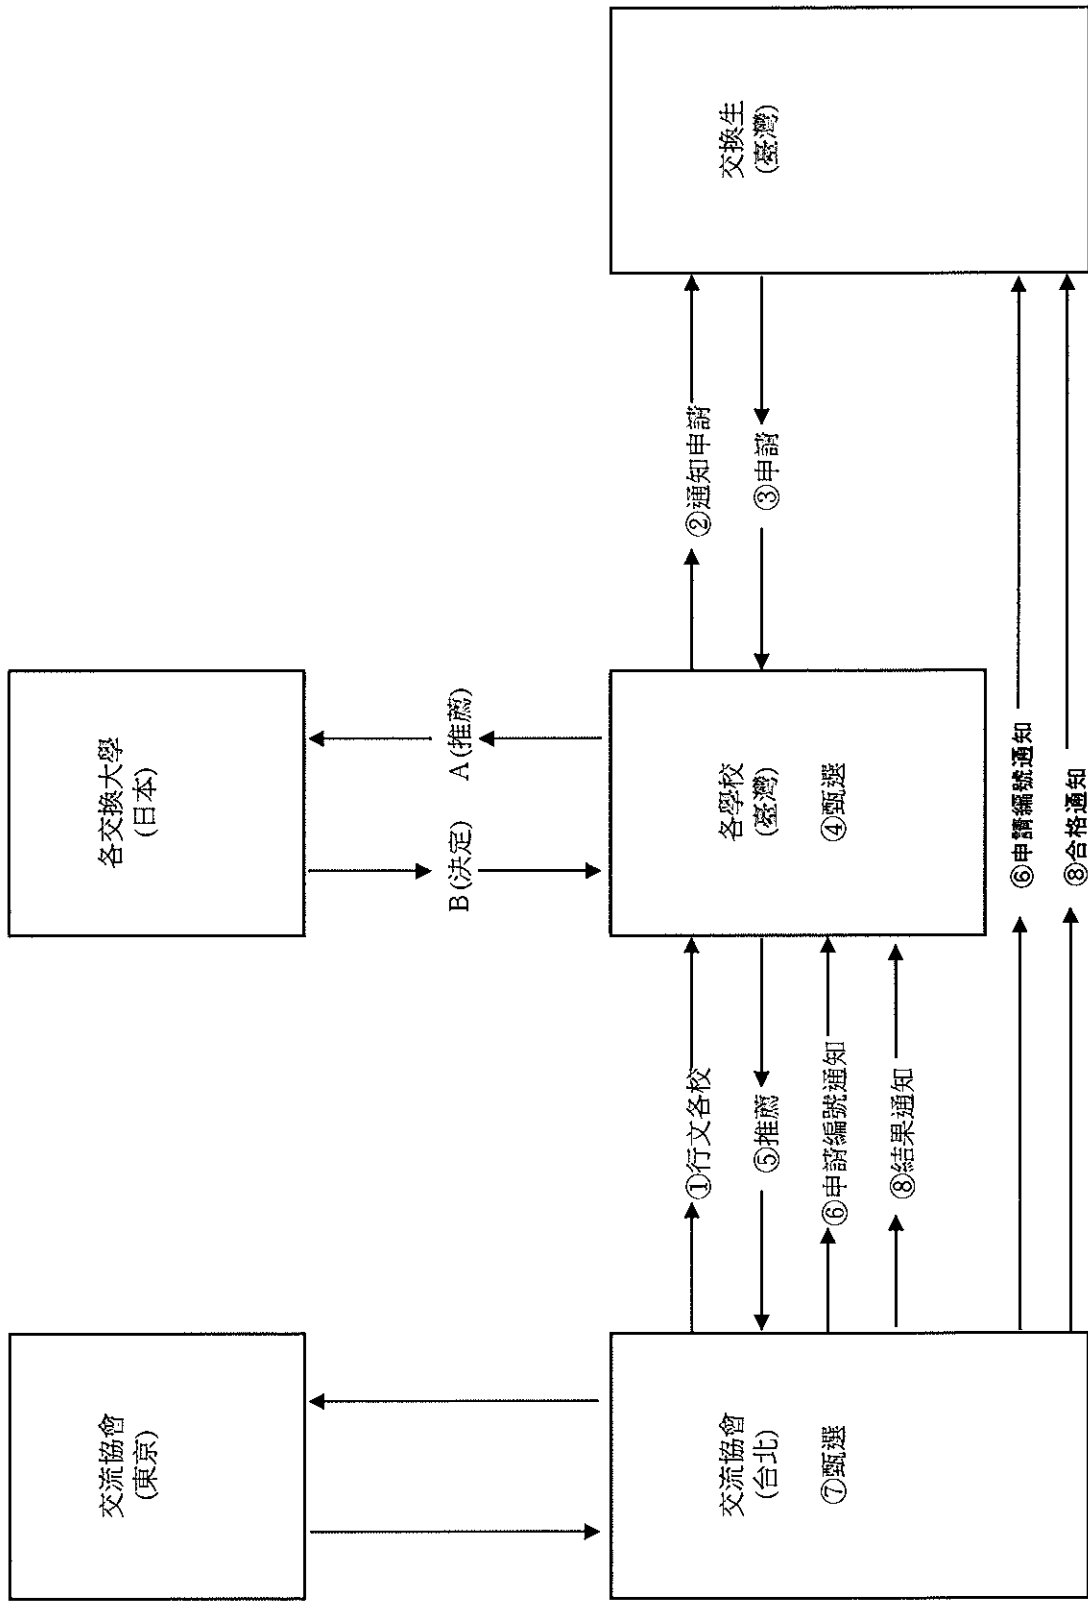 交流協會
(東京)
各交換大學
(日本)
B(決定)
A(推薦)
交流協會
(台北)
⑦甄選
①行文各校
⑤推薦
⑥申請編號通知
⑧結果通知
各學校
(臺灣)
④甄選
②通知申請
③申請
交換生
(臺灣)
⑥申請編號通知
⑧合格通知